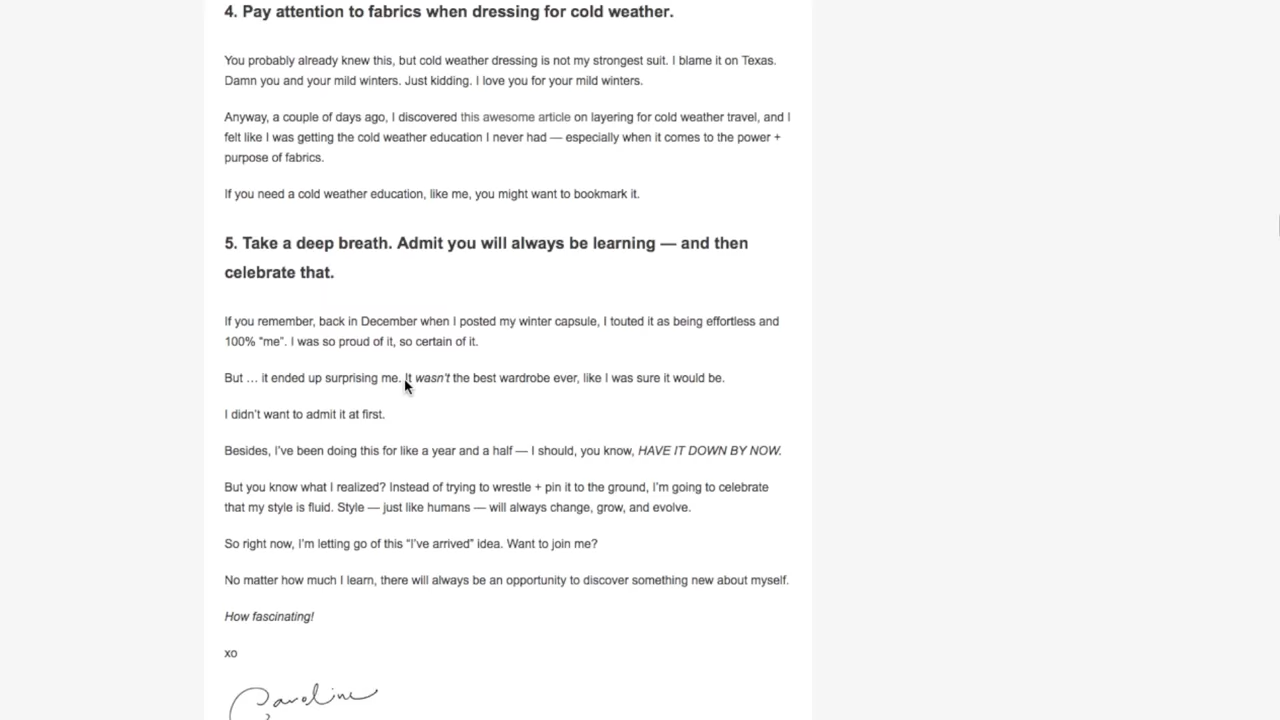 4. Pay attention to fabrics when dressing for cold weather.
You probably already knew this, but cold weather dressing is not my strongest suit. I blame it on Texas.
Damn you and your mild winters. Just kidding. I love you for your mild winters.
Anyway, a couple of days ago, I discovered this awesome article on layering for cold weather travel, and I
felt like I was getting the cold weather education I never had — especially when it comes to the power +
purpose of fabrics.
If you need a cold weather education, like me, you might want to bookmark it.
5. Take a deep breath. Admit you will always be learning — and then
celebrate that.
If you remember, back in December when I posted my winter capsule, I touted it as being effortless and
100% "me". I was so proud of it, so certain of it.
But … it ended up surprising me. It wasn't the best wardrobe ever, like I was sure it would be.
I didn't want to admit it at first.
Besides, I've been doing this for like a year and a half — I should, you know, HAVE IT DOWN BY NOW.
But you know what I realized? Instead of trying to wrestle + pin it to the ground, I'm going to celebrate
that my style is fluid. Style — just like humans — will always change, grow, and evolve.
So right now, I'm letting go of this "I've arrived" idea. Want to join me?
No matter how much I learn, there will always be an opportunity to discover something new about myself.
How fascinating!
xo
Caroline